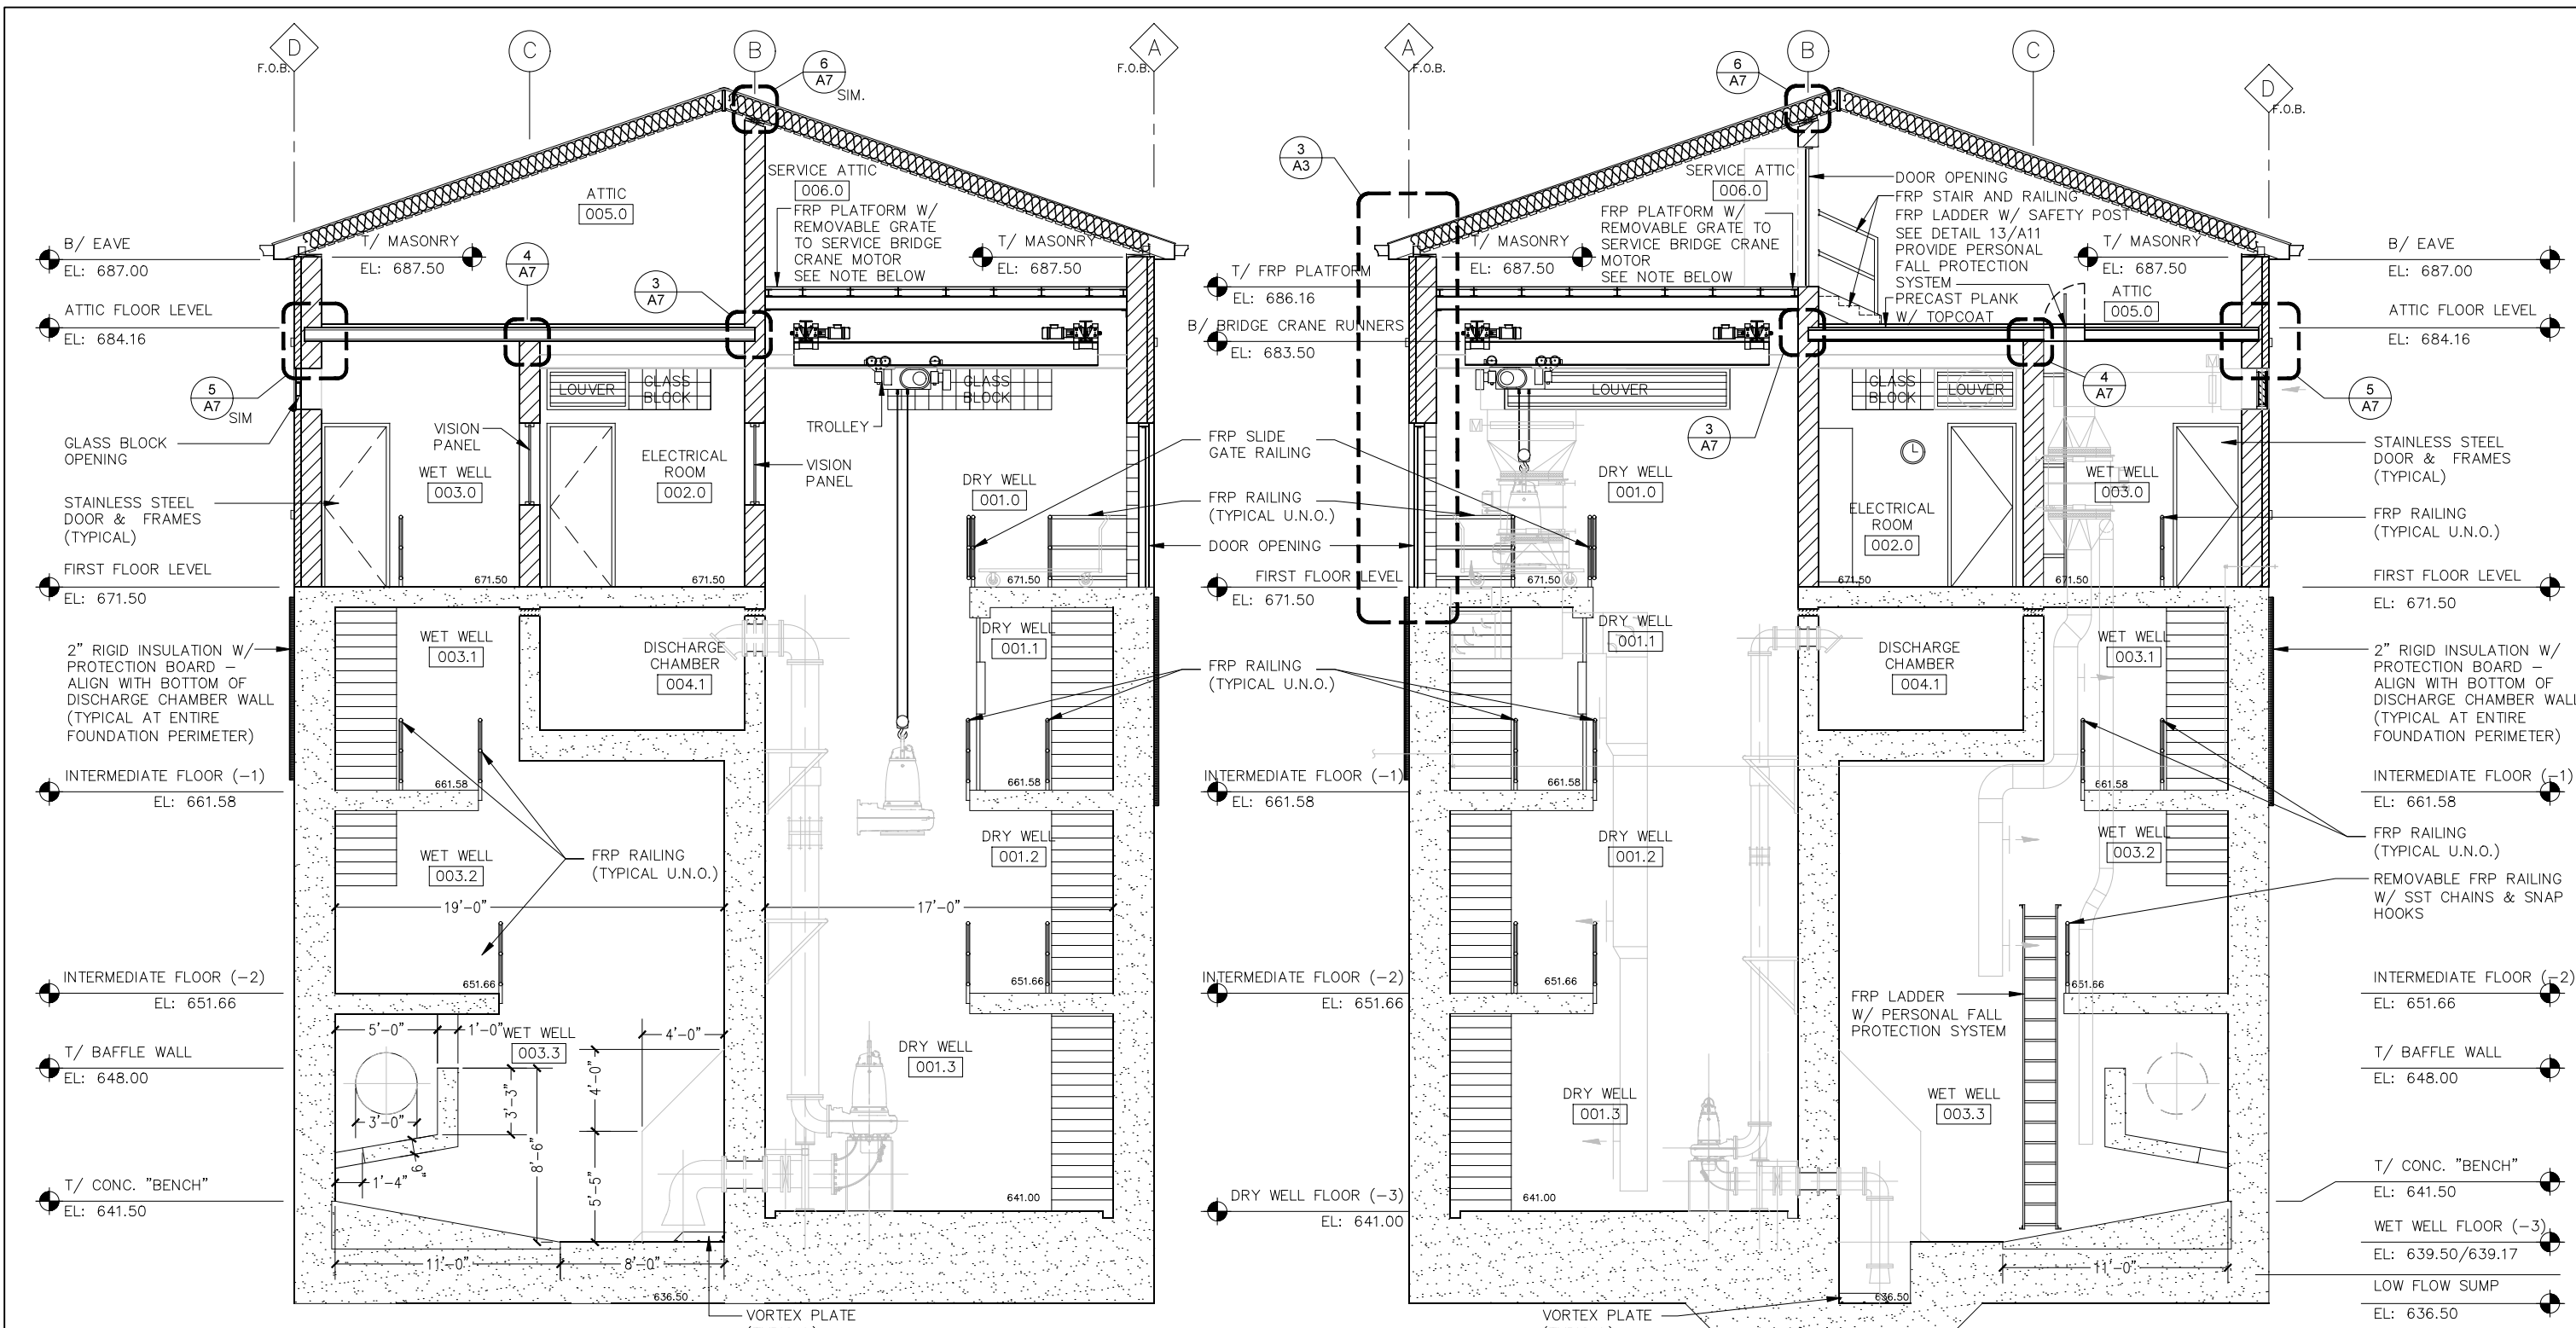 D
F.O.B.
C
B
6
A7
SIM.
A
F.O.B.
ATTIC
005.0
SERVICE ATTIC
006.0
FRP PLATFORM W/
REMOVABLE GRATE
TO SERVICE BRIDGE
CRANE MOTOR
SEE NOTE BELOW
T/ MASONRY
EL: 687.50
T/ MASONRY
EL: 687.50
B/ EAVE
EL: 687.00
ATTIC FLOOR LEVEL
EL: 684.16
4
A7
3
A7
5
A7
SIM
GLASS BLOCK
OPENING
LOUVER
GLASS
BLOCK
GLASS
BLOCK
TROLLEY
VISION
PANEL
WET WELL
003.0
ELECTRICAL
ROOM
002.0
VISION
PANEL
DRY WELL
001.0
STAINLESS STEEL
DOOR & FRAMES
(TYPICAL)
FIRST FLOOR LEVEL
EL: 671.50
671.50
671.50
671.50
2" RIGID INSULATION W/
PROTECTION BOARD –
ALIGN WITH BOTTOM OF
DISCHARGE CHAMBER WALL
(TYPICAL AT ENTIRE
FOUNDATION PERIMETER)
WET WELL
003.1
DISCHARGE
CHAMBER
004.1
DRY WELL
001.1
INTERMEDIATE FLOOR (–1)
EL: 661.58
661.58
661.58
WET WELL
003.2
FRP RAILING
(TYPICAL U.N.O.)
DRY WELL
001.2
19'-0"
17'-0"
INTERMEDIATE FLOOR (–2)
EL: 651.66
651.66
651.66
5'-0"
1'-0"
WET WELL
003.3
4'-0"
DRY WELL
001.3
T/ BAFFLE WALL
EL: 648.00
3'-0"
3'-3"
4'-0"
8'-6"
6"
1'-4"
5'-5"
T/ CONC. "BENCH"
EL: 641.50
641.00
11'-0"
8'-0"
636.50
VORTEX PLATE
A
F.O.B.
6
A7
B
C
D
F.O.B.
3
A3
SERVICE ATTIC
006.0
FRP PLATFORM W/
REMOVABLE GRATE TO
SERVICE BRIDGE CRANE
MOTOR
SEE NOTE BELOW
T/ MASONRY
EL: 687.50
DOOR OPENING
FRP STAIR AND RAILING
FRP LADDER W/ SAFETY POST
SEE DETAIL 13/A11
PROVIDE PERSONAL
FALL PROTECTION
SYSTEM
PRECAST PLANK
W/ TOPCOAT
T/ MASONRY
EL: 687.50
ATTIC
005.0
T/ FRP PLATFORM
EL: 686.16
B/ BRIDGE CRANE RUNNERS
EL: 683.50
B/ EAVE
EL: 687.00
ATTIC FLOOR LEVEL
EL: 684.16
LOUVER
3
A7
GLASS
BLOCK
LOUVER
4
A7
5
A7
M
M
FRP SLIDE
GATE RAILING
FRP RAILING
(TYPICAL U.N.O.)
DOOR OPENING
FIRST FLOOR LEVEL
EL: 671.50
DRY WELL
001.0
ELECTRICAL
ROOM
002.0
WET WELL
003.0
STAINLESS STEEL
DOOR & FRAMES
(TYPICAL)
FRP RAILING
(TYPICAL U.N.O.)
FIRST FLOOR LEVEL
EL: 671.50
671.50
671.50
671.50
DRY WELL
001.1
FRP RAILING
(TYPICAL U.N.O.)
DISCHARGE
CHAMBER
004.1
WET WELL
003.1
2" RIGID INSULATION W/
PROTECTION BOARD –
ALIGN WITH BOTTOM OF
DISCHARGE CHAMBER WALL
(TYPICAL AT ENTIRE
FOUNDATION PERIMETER)
INTERMEDIATE FLOOR (–1)
EL: 661.58
661.58
661.58
INTERMEDIATE FLOOR (–1)
EL: 661.58
DRY WELL
001.2
WET WELL
003.2
FRP RAILING
(TYPICAL U.N.O.)
REMOVABLE FRP RAILING
W/ SST CHAINS & SNAP
HOOKS
INTERMEDIATE FLOOR (–2)
EL: 651.66
651.66
651.66
INTERMEDIATE FLOOR (–2)
EL: 651.66
FRP LADDER
W/ PERSONAL FALL
PROTECTION SYSTEM
T/ BAFFLE WALL
EL: 648.00
DRY WELL
001.3
WET WELL
003.3
DRY WELL FLOOR (–3)
EL: 641.00
641.00
T/ CONC. "BENCH"
EL: 641.50
WET WELL FLOOR (–3)
EL: 639.50/639.17
11'-0"
LOW FLOW SUMP
EL: 636.50
636.50
VORTEX PLATE